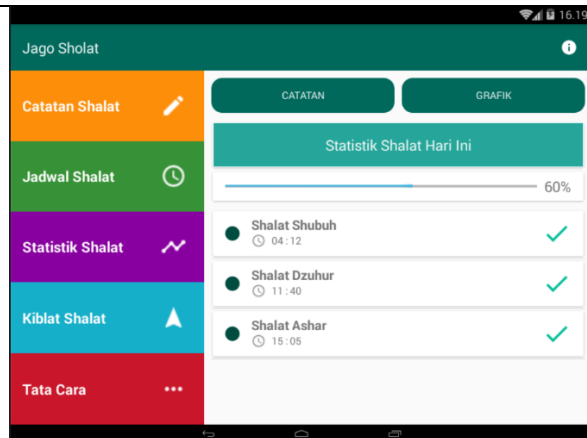 16.19
Jago Sholat
Catatan Shalat
Jadwal Shalat
Statistik Shalat
Kiblat Shalat
Tata Cara
CATATAN
GRAFIK
Statistik Shalat Hari Ini
60%
Shalat Shubuh
04:12
Shalat Dzuhur
11:40
Shalat Ashar
15:05